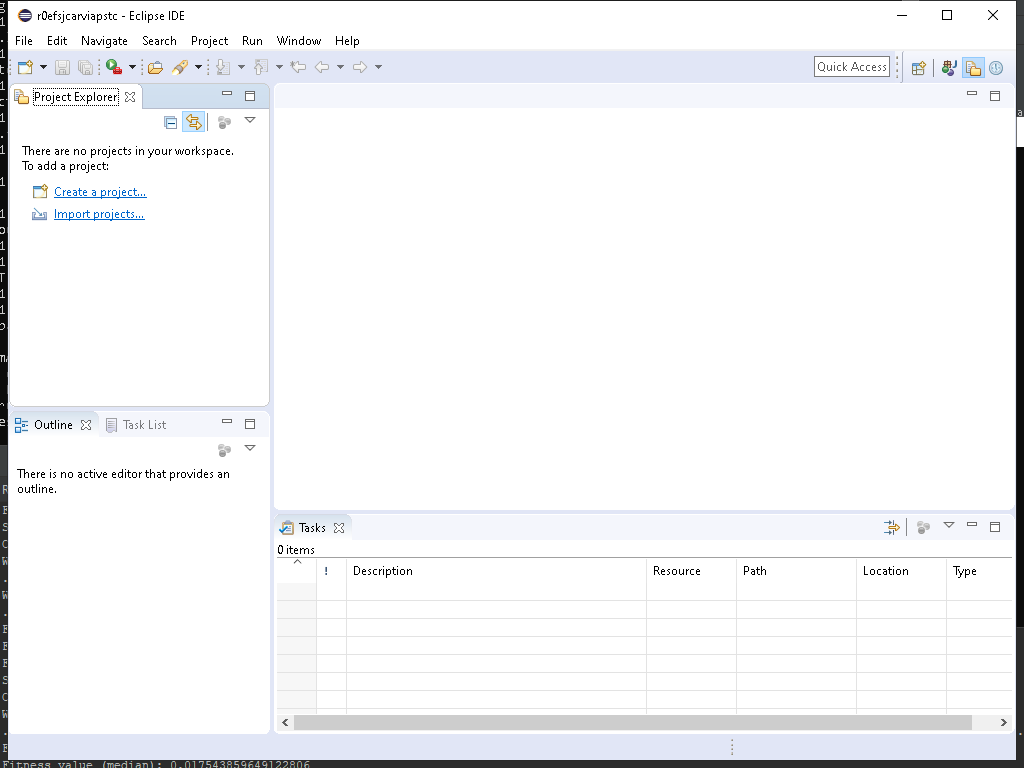 r0efsjcarviapstc - Eclipse IDE
File Edit Navigate Search Project Run Window Help
Quick Access
Project Explorer
There are no projects in your workspace.
To add a project:
Create a project...
Import projects...
Outline Task List
There is no active editor that provides an
outline.
Tasks
0 items
! Description Resource Path Location Type
Fitness value (median): 0.017543859649122806